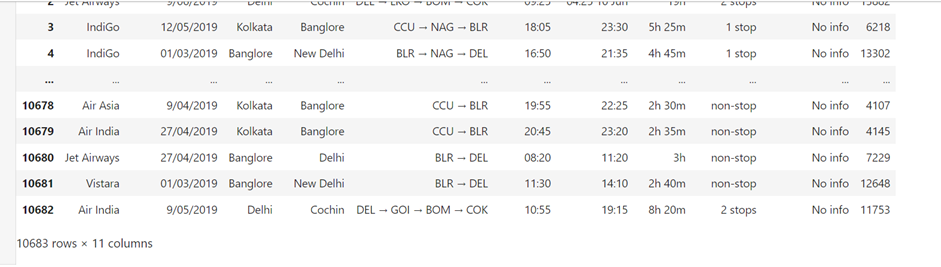 2 Jet Airways 9/06/2019 Delhi Cochin DEL → LKO → BOM → COK 09:25 04:25 10 Jun 19h 2 stops No info 13882
3 IndiGo 12/05/2019 Kolkata Banglore CCU → NAG → BLR 18:05 23:30 5h 25m 1 stop No info 6218
4 IndiGo 01/03/2019 Banglore New Delhi BLR → NAG → DEL 16:50 21:35 4h 45m 1 stop No info 13302
... ... ... ... ... ... ... ... ... ... ... ...
10678 Air Asia 9/04/2019 Kolkata Banglore CCU → BLR 19:55 22:25 2h 30m non-stop No info 4107
10679 Air India 27/04/2019 Kolkata Banglore CCU → BLR 20:45 23:20 2h 35m non-stop No info 4145
10680 Jet Airways 27/04/2019 Banglore Delhi BLR → DEL 08:20 11:20 3h non-stop No info 7229
10681 Vistara 01/03/2019 Banglore New Delhi BLR → DEL 11:30 14:10 2h 40m non-stop No info 12648
10682 Air India 9/05/2019 Delhi Cochin DEL → GOI → BOM → COK 10:55 19:15 8h 20m 2 stops No info 11753
10683 rows × 11 columns